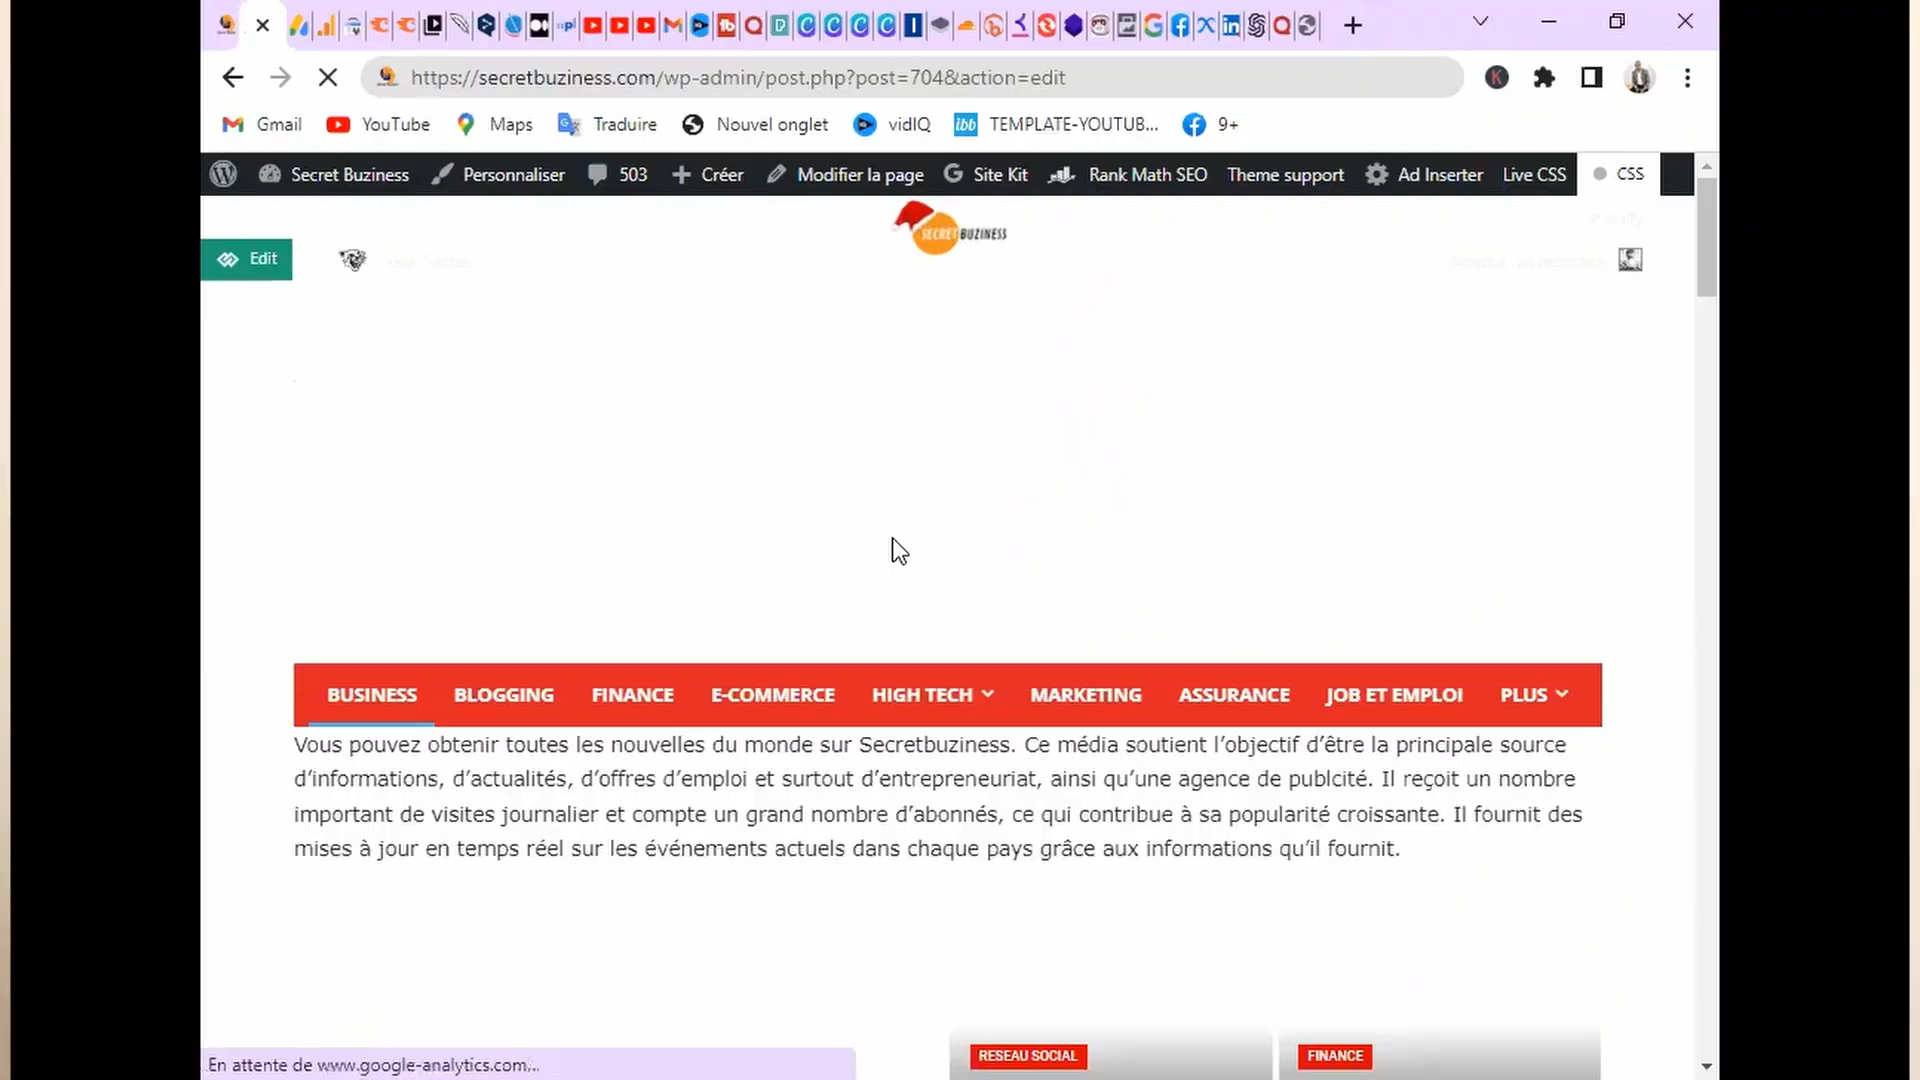 https://secretbuziness.com/wp-admin/post.php?post=704&action=edit
Gmail YouTube Maps Traduire Nouvel onglet vidIQ TEMPLATE-YOUTUB... 9+
Secret Buziness Personnaliser 503 Créer Modifier la page Site Kit Rank Math SEO Theme support Ad Inserter Live CSS CSS
SECRET BUZINESS
Edit
BUSINESS BLOGGING FINANCE E-COMMERCE HIGH TECH MARKETING ASSURANCE JOB ET EMPLOI PLUS
Vous pouvez obtenir toutes les nouvelles du monde sur Secretbuziness. Ce média soutient l’objectif d’être la principale source
d’informations, d’actualités, d’offres d’emploi et surtout d’entrepreneuriat, ainsi qu’une agence de publcité. Il reçoit un nombre
important de visites journalier et compte un grand nombre d’abonnés, ce qui contribue à sa popularité croissante. Il fournit des
mises à jour en temps réel sur les événements actuels dans chaque pays grâce aux informations qu’il fournit.
RESEAU SOCIAL FINANCE
En attente de www.google-analytics.com...